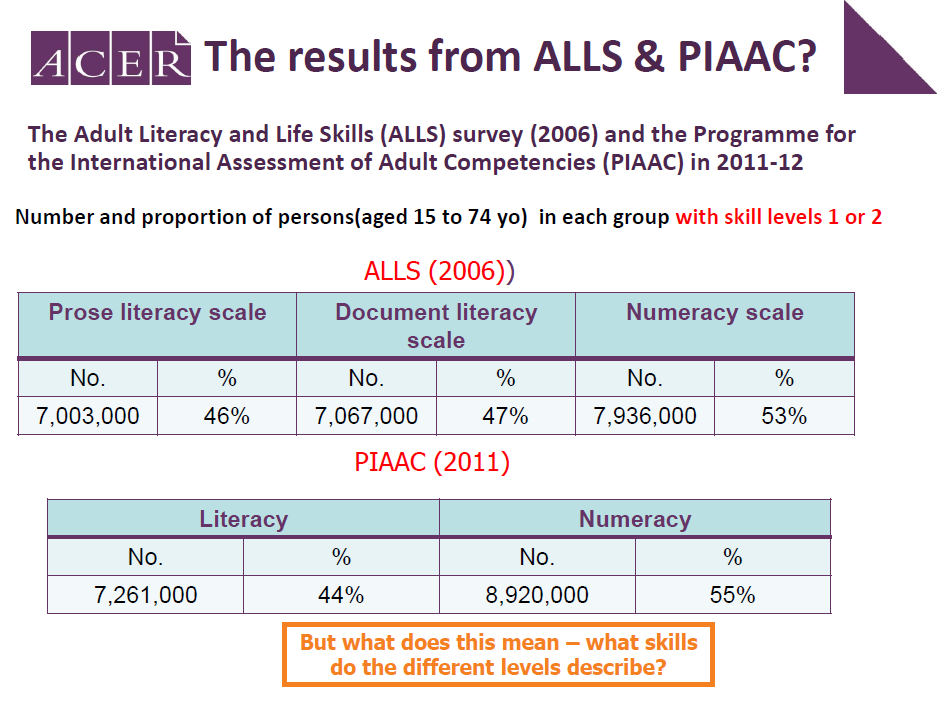 ACER
The results from ALLS & PIAAC?
The Adult Literacy and Life Skills (ALLS) survey (2006) and the Programme for
the International Assessment of Adult Competencies (PIAAC) in 2011-12
Number and proportion of persons(aged 15 to 74 yo) in each group with skill levels 1 or 2
ALLS (2006))
Prose literacy scale Document literacy scale Numeracy scale
No. % No. % No. %
7,003,000 46% 7,067,000 47% 7,936,000 53%
PIAAC (2011)
Literacy Numeracy
No. % No. %
7,261,000 44% 8,920,000 55%
But what does this mean – what skills
do the different levels describe?